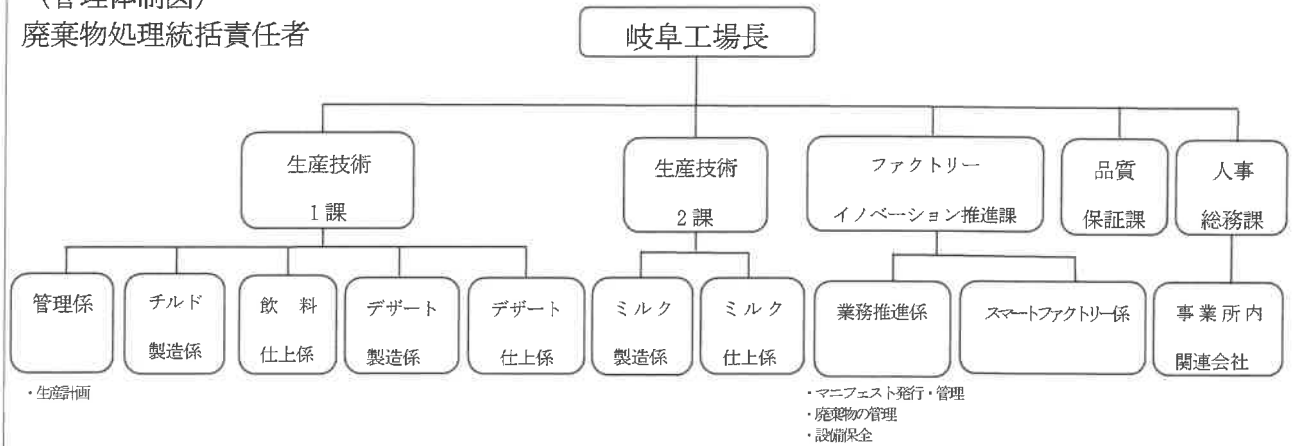 （管理体制図）
廃棄物処理統括責任者
岐阜工場長
生産技術
1課
生産技術
2課
ファクトリー
イノベーション推進課
品質
保証課
人事
総務課
管理係
チルド
製造係
飲 料
仕上係
デザート
製造係
デザート
仕上係
ミルク
製造係
ミルク
仕上係
業務推進係
スマートファクトリー係
事業所内
関連会社
・生産計画
・マニフェスト発行・管理
・廃棄物の管理
・設備保全